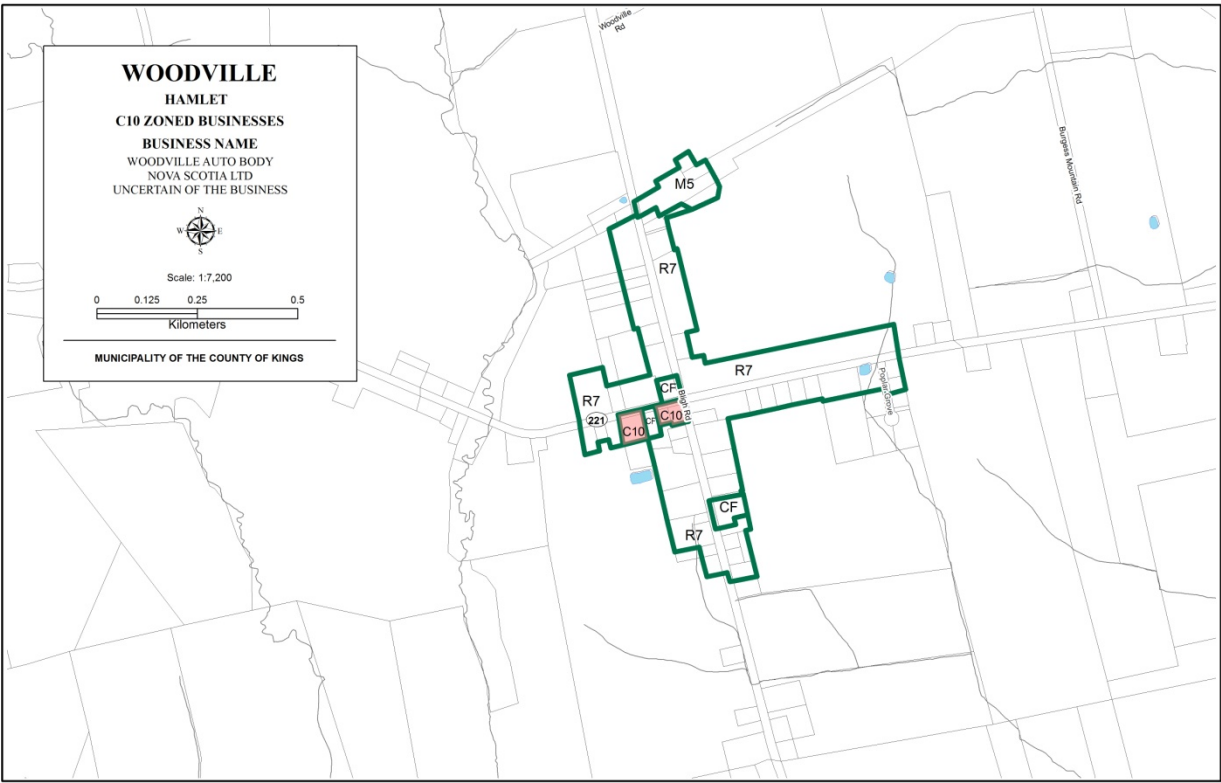 WOODVILLE
HAMLET
C10 ZONED BUSINESSES
BUSINESS NAME
WOODVILLE AUTO BODY
NOVA SCOTIA LTD
UNCERTAIN OF THE BUSINESS
N
W E
S
Scale: 1:7,200
0 0.125 0.25 0.5
Kilometers
MUNICIPALITY OF THE COUNTY OF KINGS
Woodville
Rd
Burgess Mountain Rd
M5
R7
R7
CF
R7
221
C10
CF
C10
Bligh Rd
Poplar Grove
CF
R7